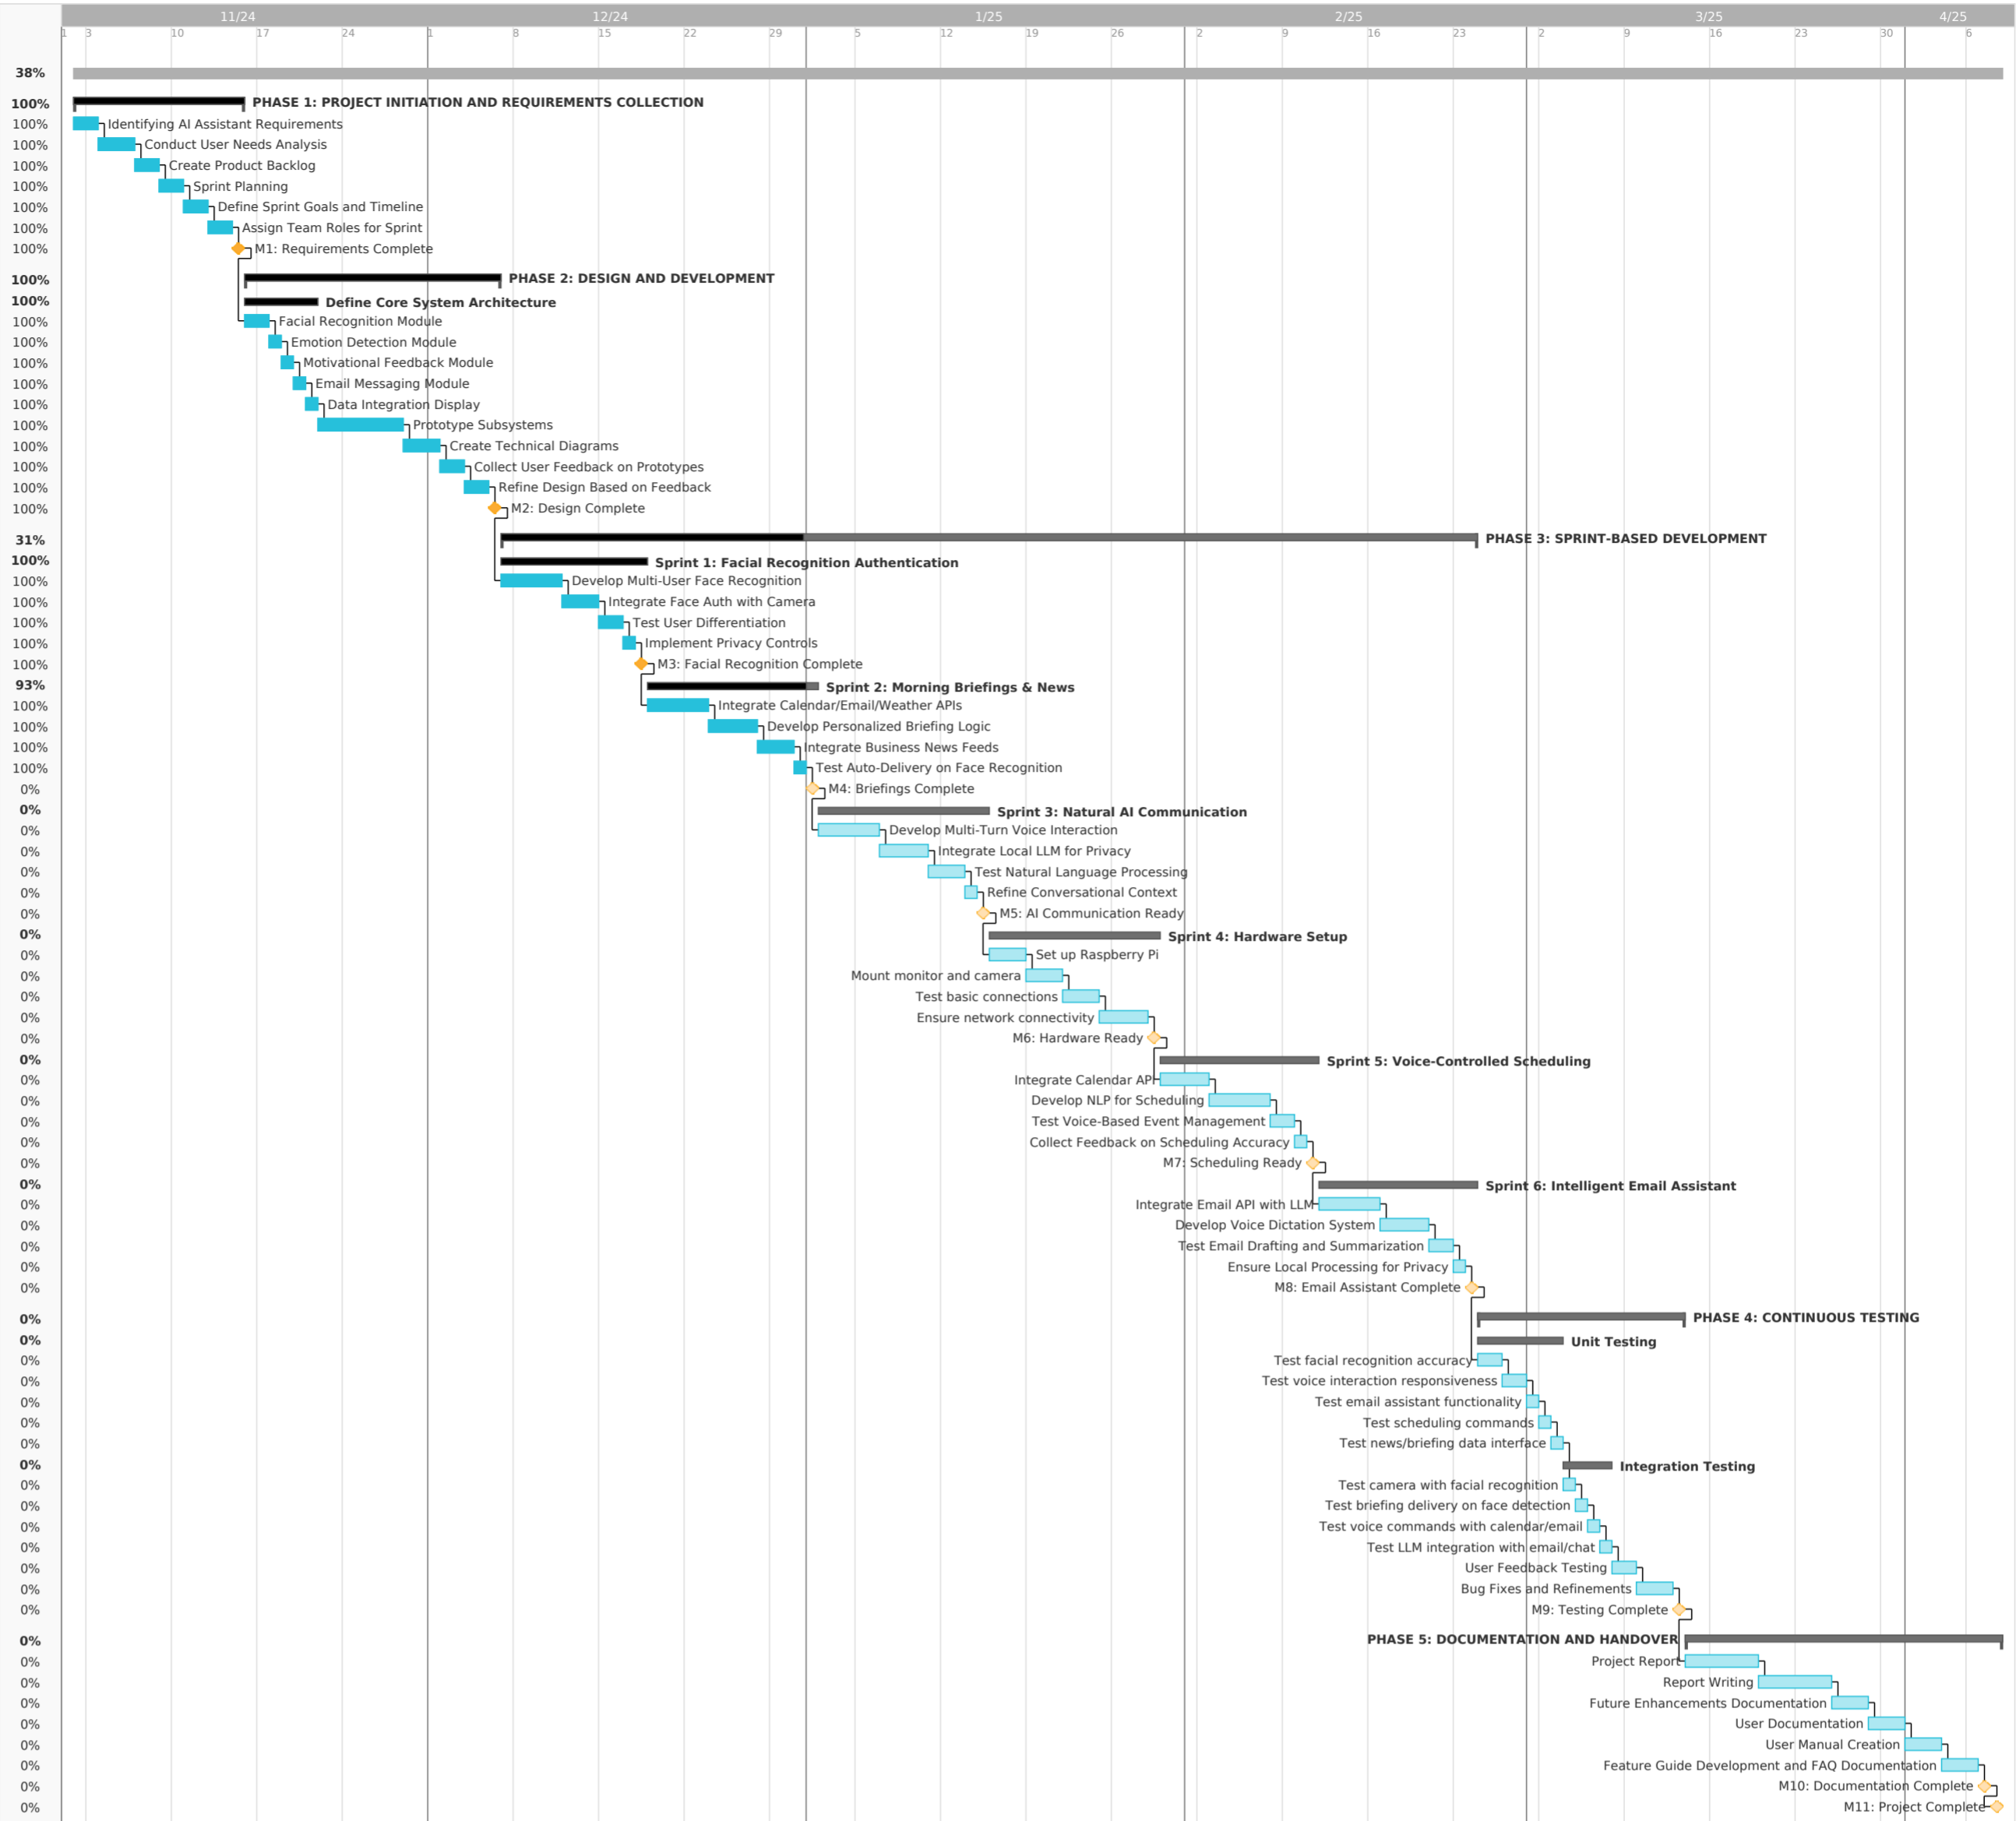 11/24 12/24 1/25 2/25 3/25 4/25
1 3 10 17 24 1 8 15 22 29 5 12 19 26 2 9 16 23 2 9 16 23 30 6
38%
100% PHASE 1: PROJECT INITIATION AND REQUIREMENTS COLLECTION
100% Identifying AI Assistant Requirements
100% Conduct User Needs Analysis
100% Create Product Backlog
100% Sprint Planning
100% Define Sprint Goals and Timeline
100% Assign Team Roles for Sprint
100% M1: Requirements Complete
100% PHASE 2: DESIGN AND DEVELOPMENT
100% Define Core System Architecture
100% Facial Recognition Module
100% Emotion Detection Module
100% Motivational Feedback Module
100% Email Messaging Module
100% Data Integration Display
100% Prototype Subsystems
100% Create Technical Diagrams
100% Collect User Feedback on Prototypes
100% Refine Design Based on Feedback
100% M2: Design Complete
31% PHASE 3: SPRINT-BASED DEVELOPMENT
100% Sprint 1: Facial Recognition Authentication
100% Develop Multi-User Face Recognition
100% Integrate Face Auth with Camera
100% Test User Differentiation
100% Implement Privacy Controls
100% M3: Facial Recognition Complete
93% Sprint 2: Morning Briefings & News
100% Integrate Calendar/Email/Weather APIs
100% Develop Personalized Briefing Logic
100% Integrate Business News Feeds
100% Test Auto-Delivery on Face Recognition
0% M4: Briefings Complete
0% Sprint 3: Natural AI Communication
0% Develop Multi-Turn Voice Interaction
0% Integrate Local LLM for Privacy
0% Test Natural Language Processing
0% Refine Conversational Context
0% M5: AI Communication Ready
0% Sprint 4: Hardware Setup
0% Set up Raspberry Pi
0% Mount monitor and camera
0% Test basic connections
0% Ensure network connectivity
0% M6: Hardware Ready
0% Sprint 5: Voice-Controlled Scheduling
0% Integrate Calendar API
0% Develop NLP for Scheduling
0% Test Voice-Based Event Management
0% Collect Feedback on Scheduling Accuracy
0% M7: Scheduling Ready
0% Sprint 6: Intelligent Email Assistant
0% Integrate Email API with LLM
0% Develop Voice Dictation System
0% Test Email Drafting and Summarization
0% Ensure Local Processing for Privacy
0% M8: Email Assistant Complete
0% PHASE 4: CONTINUOUS TESTING
0% Unit Testing
0% Test facial recognition accuracy
0% Test voice interaction responsiveness
0% Test email assistant functionality
0% Test scheduling commands
0% Test news/briefing data interface
0% Integration Testing
0% Test camera with facial recognition
0% Test briefing delivery on face detection
0% Test voice commands with calendar/email
0% Test LLM integration with email/chat
0% User Feedback Testing
0% Bug Fixes and Refinements
0% M9: Testing Complete
0% PHASE 5: DOCUMENTATION AND HANDOVER
0% Project Report
0% Report Writing
0% Future Enhancements Documentation
0% User Documentation
0% User Manual Creation
0% Feature Guide Development and FAQ Documentation
0% M10: Documentation Complete
0% M11: Project Complete